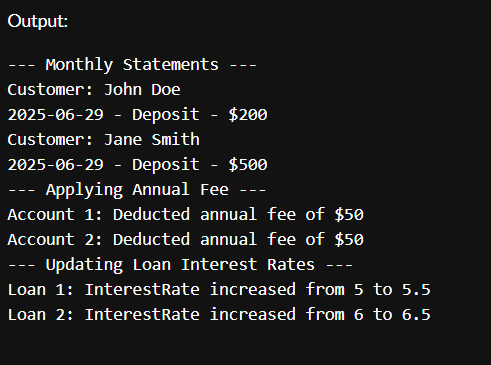 Output:
--- Monthly Statements ---
Customer: John Doe
2025-06-29 - Deposit - $200
Customer: Jane Smith
2025-06-29 - Deposit - $500
--- Applying Annual Fee ---
Account 1: Deducted annual fee of $50
Account 2: Deducted annual fee of $50
--- Updating Loan Interest Rates ---
Loan 1: InterestRate increased from 5 to 5.5
Loan 2: InterestRate increased from 6 to 6.5